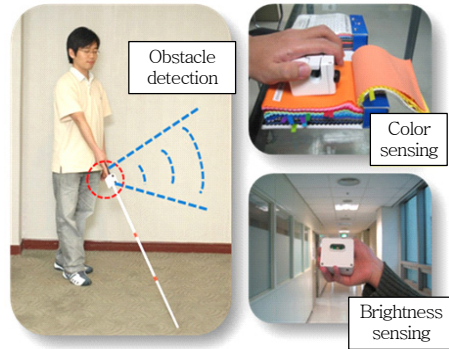 Obstacle
detection
Color
sensing
Brightness
sensing